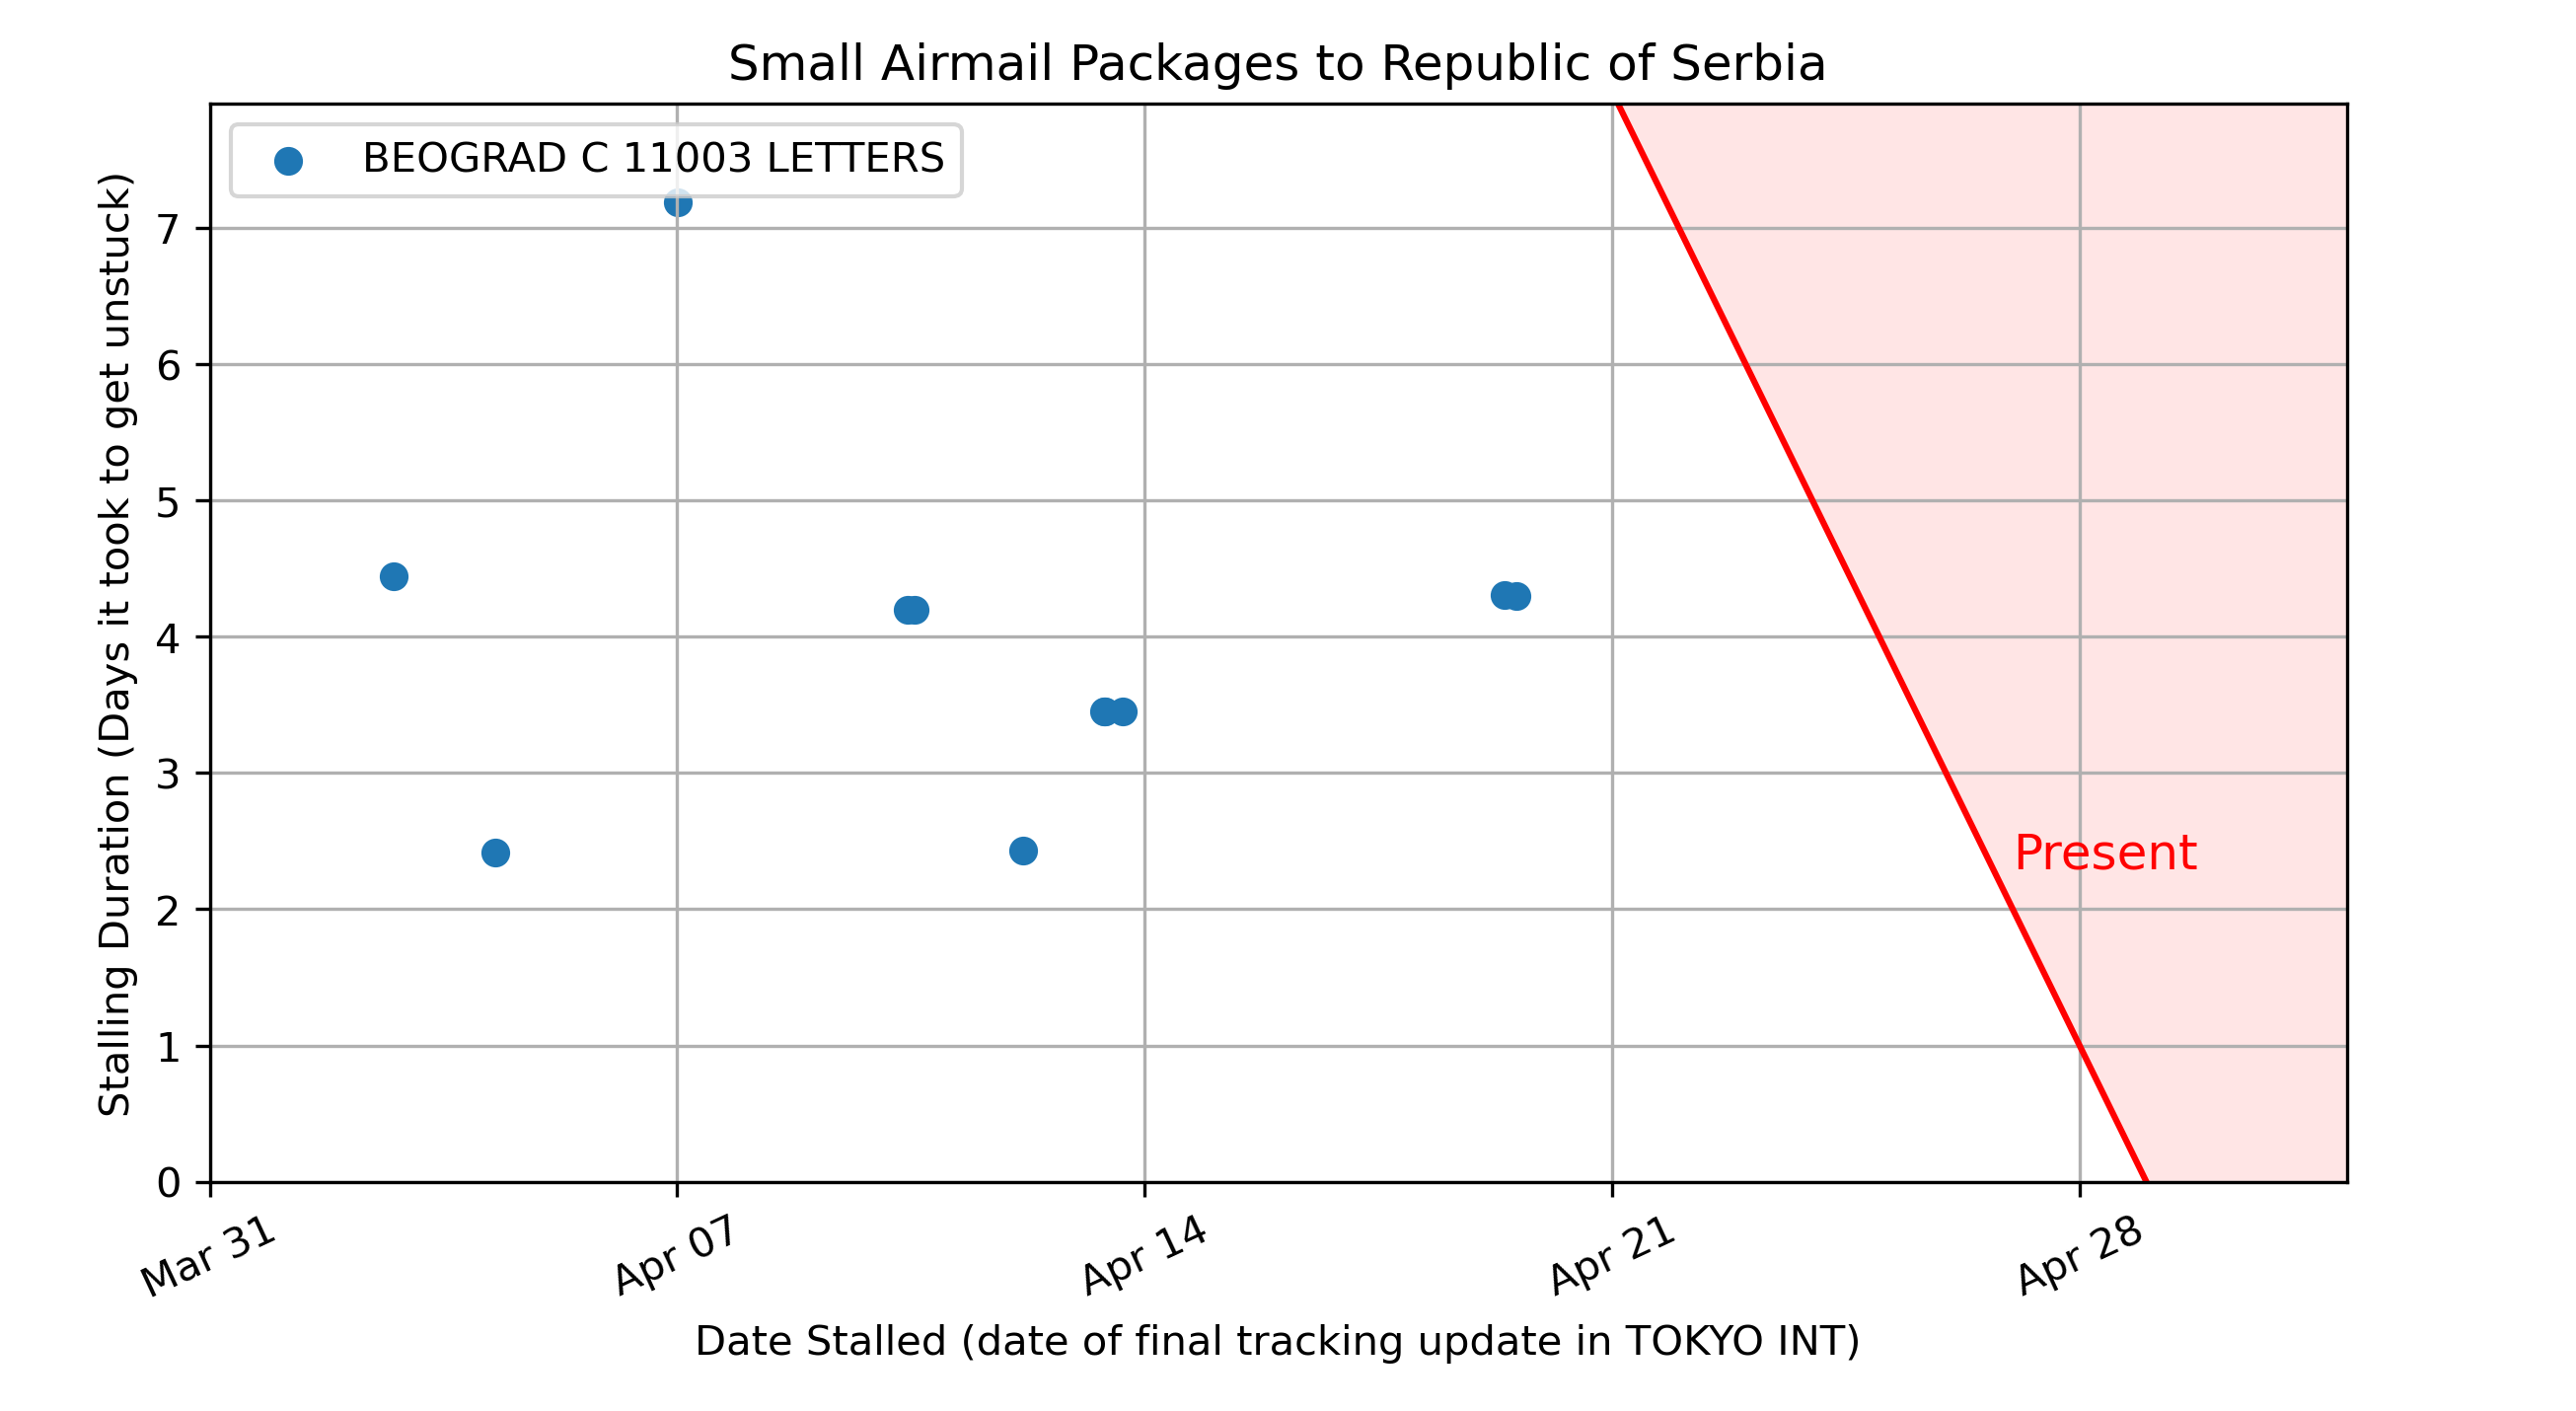 Small Airmail Packages to Republic of Serbia
BEOGRAD C 11003 LETTERS
Stalling Duration (Days it took to get unstuck)
7
6
5
4
3
2
1
0
Present
Mar 31
Apr 07
Apr 14
Apr 21
Apr 28
Date Stalled (date of final tracking update in TOKYO INT)